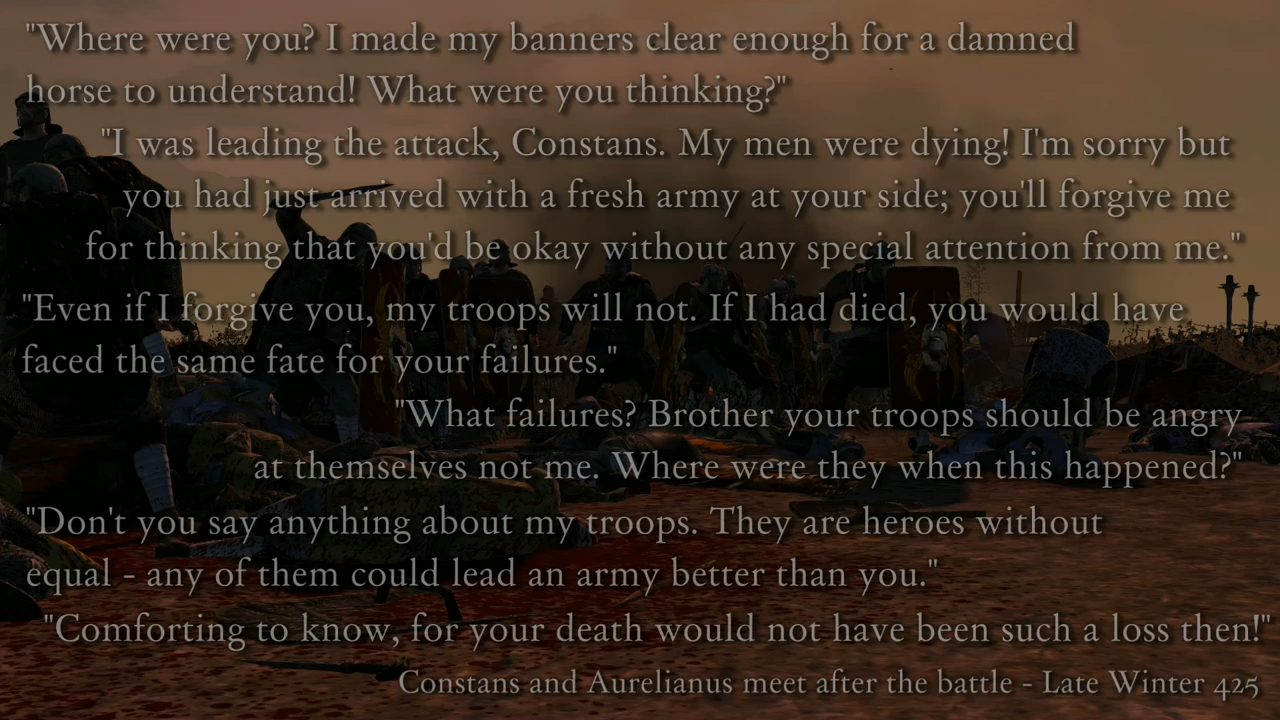 "Where were you? I made my banners clear enough for a damned
horse to understand! What were you thinking?"
"I was leading the attack, Constans. My men were dying! I'm sorry but
you had just arrived with a fresh army at your side; you'll forgive me
for thinking that you'd be okay without any special attention from me."
"Even if I forgive you, my troops will not. If I had died, you would have
faced the same fate for your failures."
"What failures? Brother your troops should be angry
at themselves not me. Where were they when this happened?"
"Don't you say anything about my troops. They are heroes without
equal - any of them could lead an army better than you."
"Comforting to know, for your death would not have been such a loss then!"
Constans and Aurelianus meet after the battle - Late Winter 425